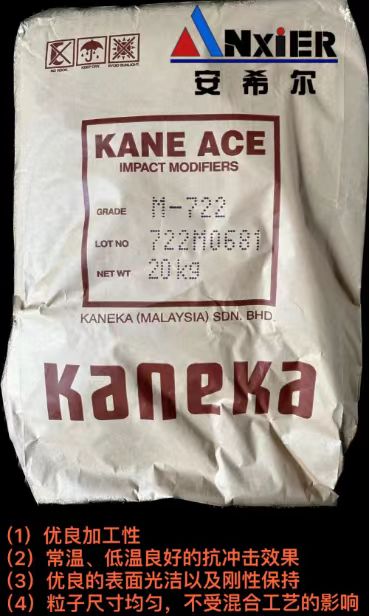 NO HOOK
KEEP DRY
AVOID SUNLIGHT
ANXIER
安希尔
KANE ACE
IMPACT MODIFIERS
GRADE M-722
LOT NO 722M0681
NET WT 20kg
KANEKA (MALAYSIA) SDN. BHD.
Kaneka
(1) 优良加工性
(2) 常温、低温良好的抗冲击效果
(3) 优良的表面光洁以及刚性保持
(4) 粒子尺寸均匀，不受混合工艺的影响